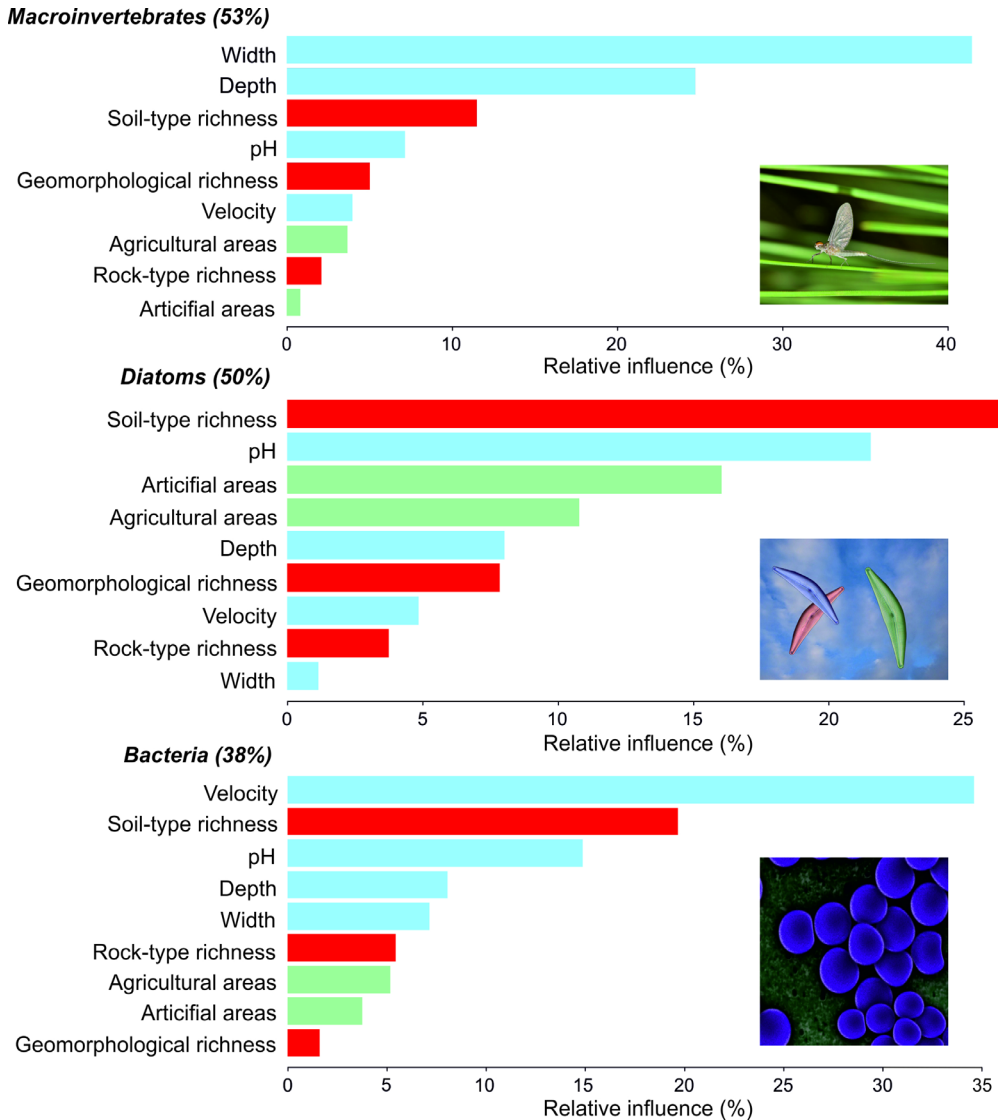 Macroinvertebrates (53%)
Width
Depth
Soil-type richness
pH
Geomorphological richness
Velocity
Agricultural areas
Rock-type richness
Articifial areas
0 10 20 30 40
Relative influence (%)
Diatoms (50%)
Soil-type richness
pH
Articifial areas
Agricultural areas
Depth
Geomorphological richness
Velocity
Rock-type richness
Width
0 5 10 15 20 25
Relative influence (%)
Bacteria (38%)
Velocity
Soil-type richness
pH
Depth
Width
Rock-type richness
Agricultural areas
Articifial areas
Geomorphological richness
0 5 10 15 20 25 30 35
Relative influence (%)